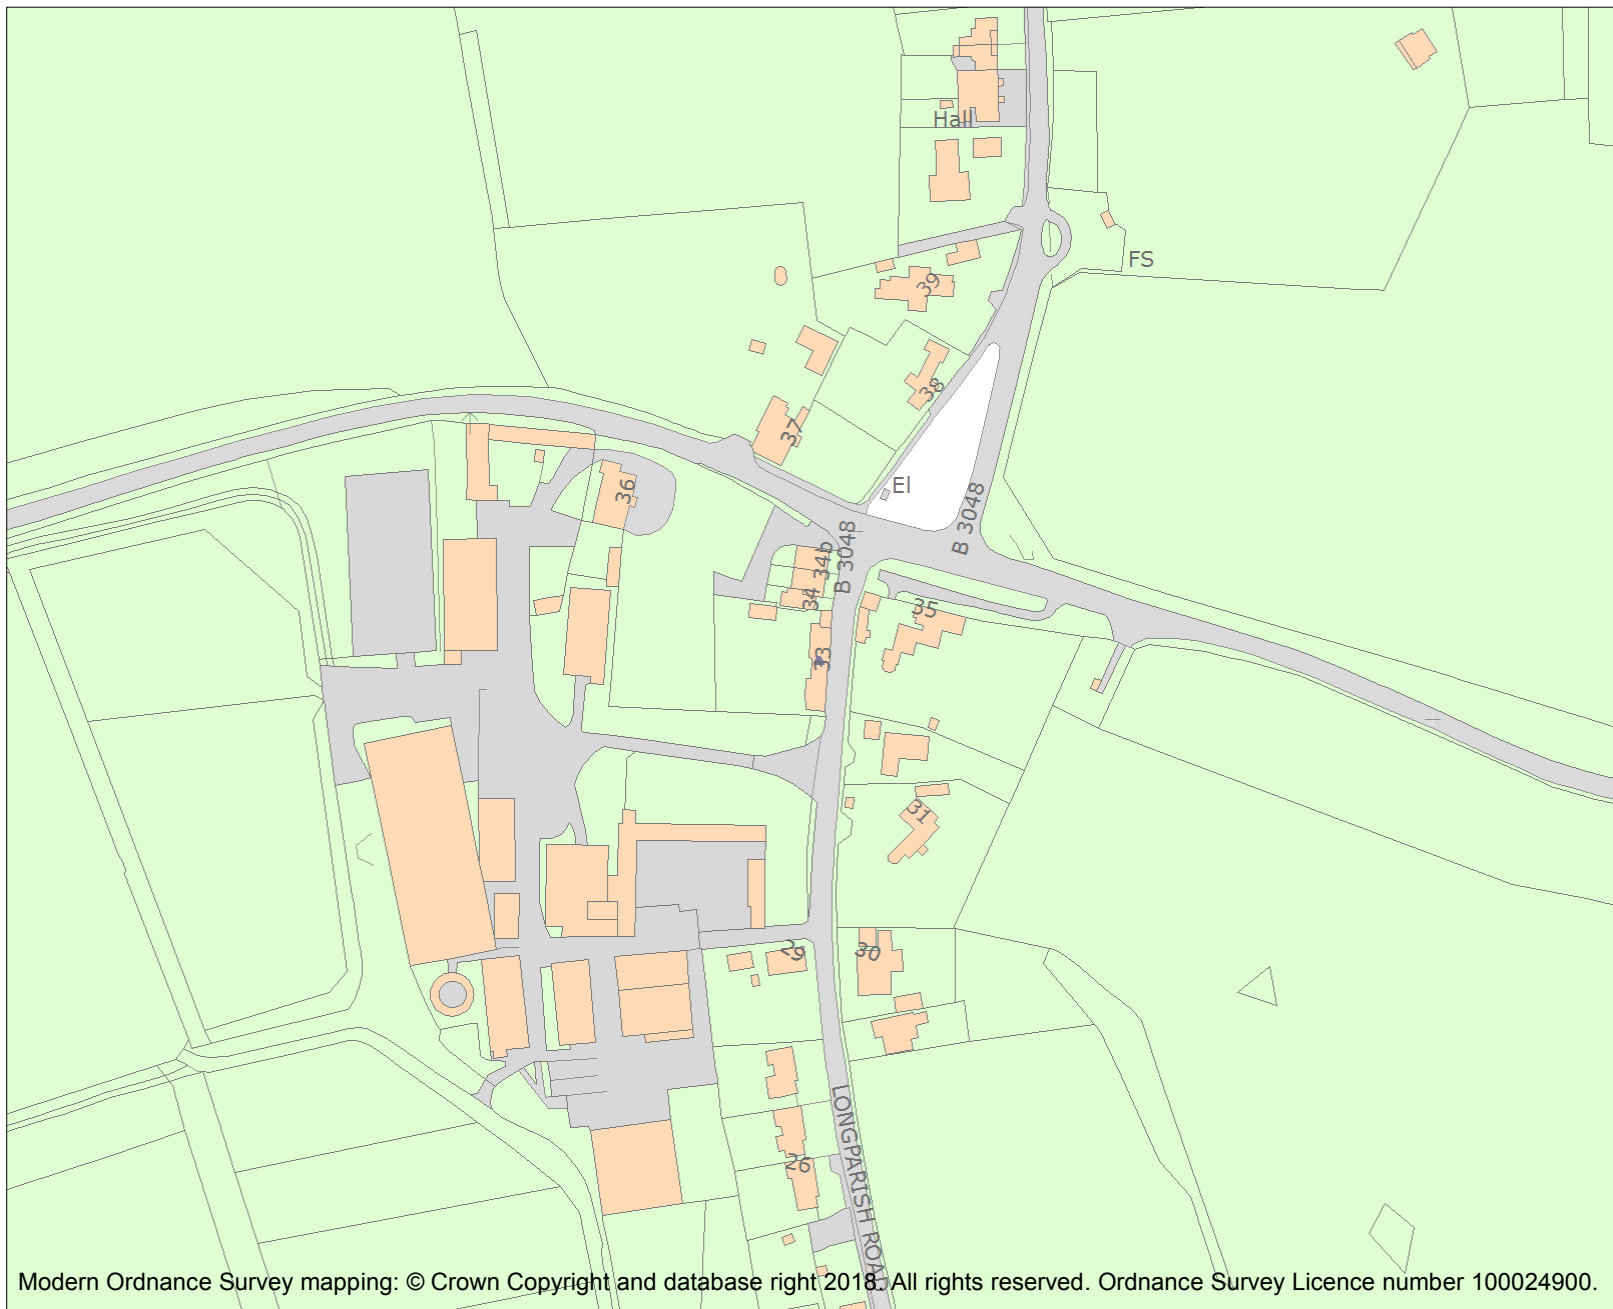 Hall
FS
39
38
37
36
El
B 3048
B 3048
34b
34
35
33
31
29
30
LONGPARISH ROAD
26
Modern Ordnance Survey mapping: © Crown Copyright and database right 2018. All rights reserved. Ordnance Survey Licence number 100024900.